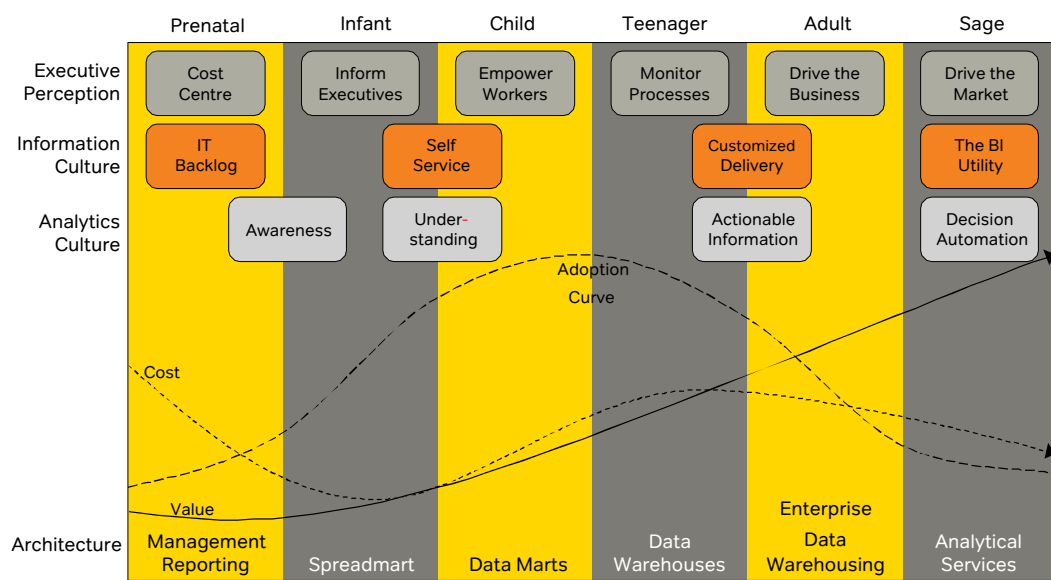 Prenatal Infant Child Teenager Adult Sage
Executive
Perception
Cost
Centre
Inform
Executives
Empower
Workers
Monitor
Processes
Drive the
Business
Drive the
Market
Information
Culture
IT
Backlog
Self
Service
Customized
Delivery
The BI
Utility
Analytics
Culture
Awareness
Under-
standing
Actionable
Information
Decision
Automation
Adoption
Curve
Cost
Value
Architecture
Management
Reporting
Spreadmart
Data Marts
Data
Warehouses
Enterprise
Data
Warehousing
Analytical
Services